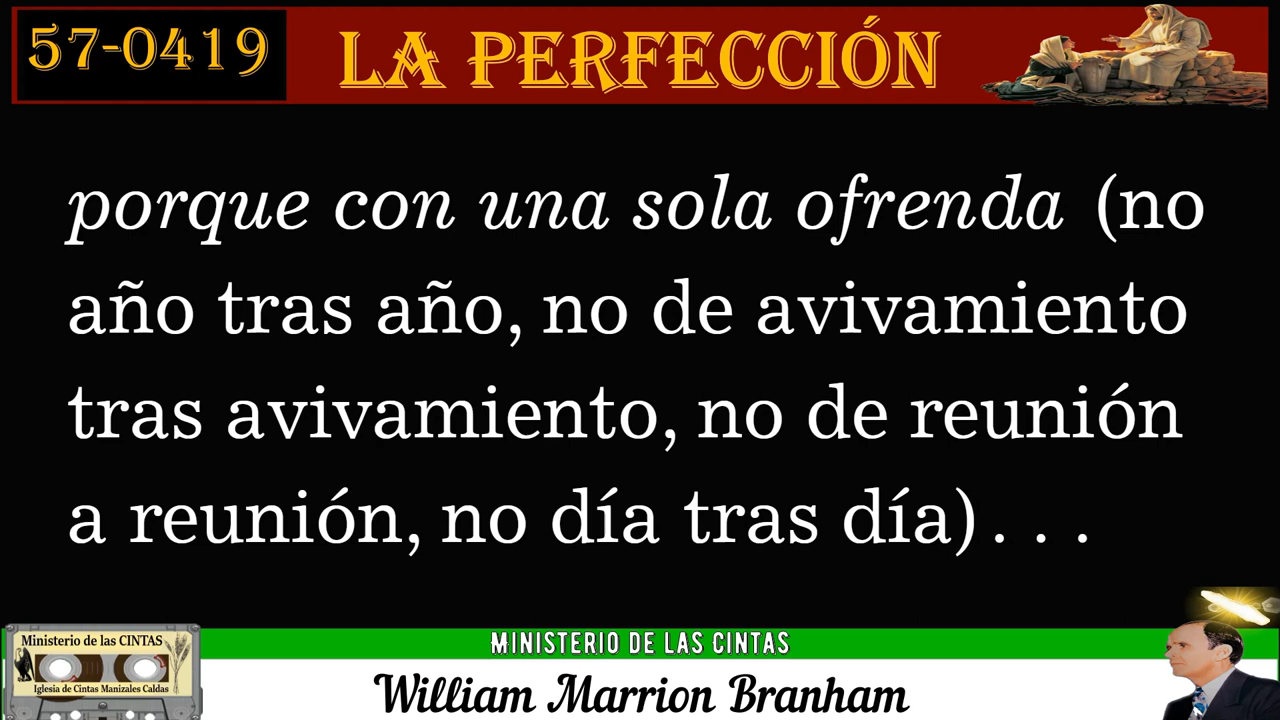 57-0419
LA PERFECCIÓN
porque con una sola ofrenda (no
año tras año, no de avivamiento
tras avivamiento, no de reunión
a reunión, no día tras día). . .
Ministerio de las CINTAS
Iglesia de Cintas Manizales Caldas
MINISTERIO DE LAS CINTAS
William Marrion Branham